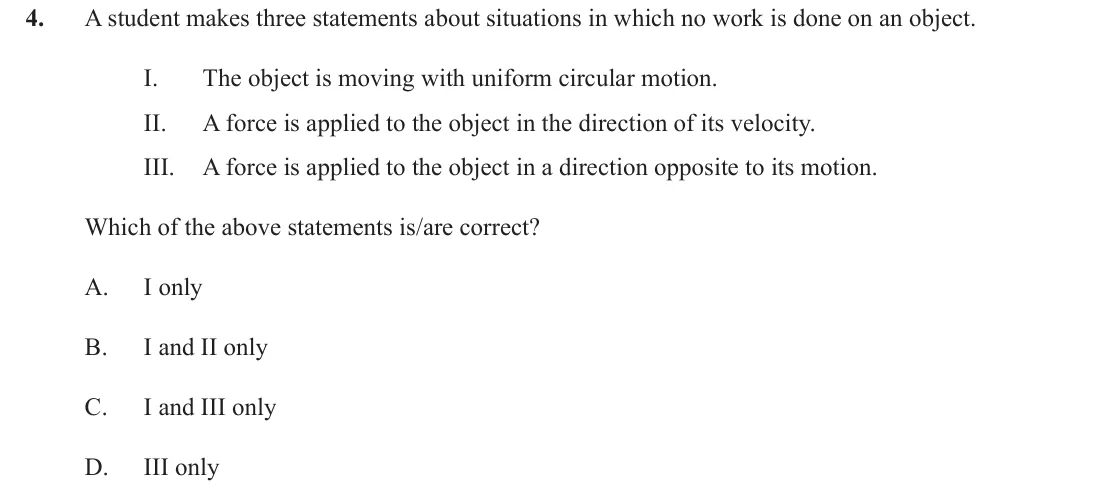 4. A student makes three statements about situations in which no work is done on an object.
I. The object is moving with uniform circular motion.
II. A force is applied to the object in the direction of its velocity.
III. A force is applied to the object in a direction opposite to its motion.
Which of the above statements is/are correct?
A. I only
B. I and II only
C. I and III only
D. III only